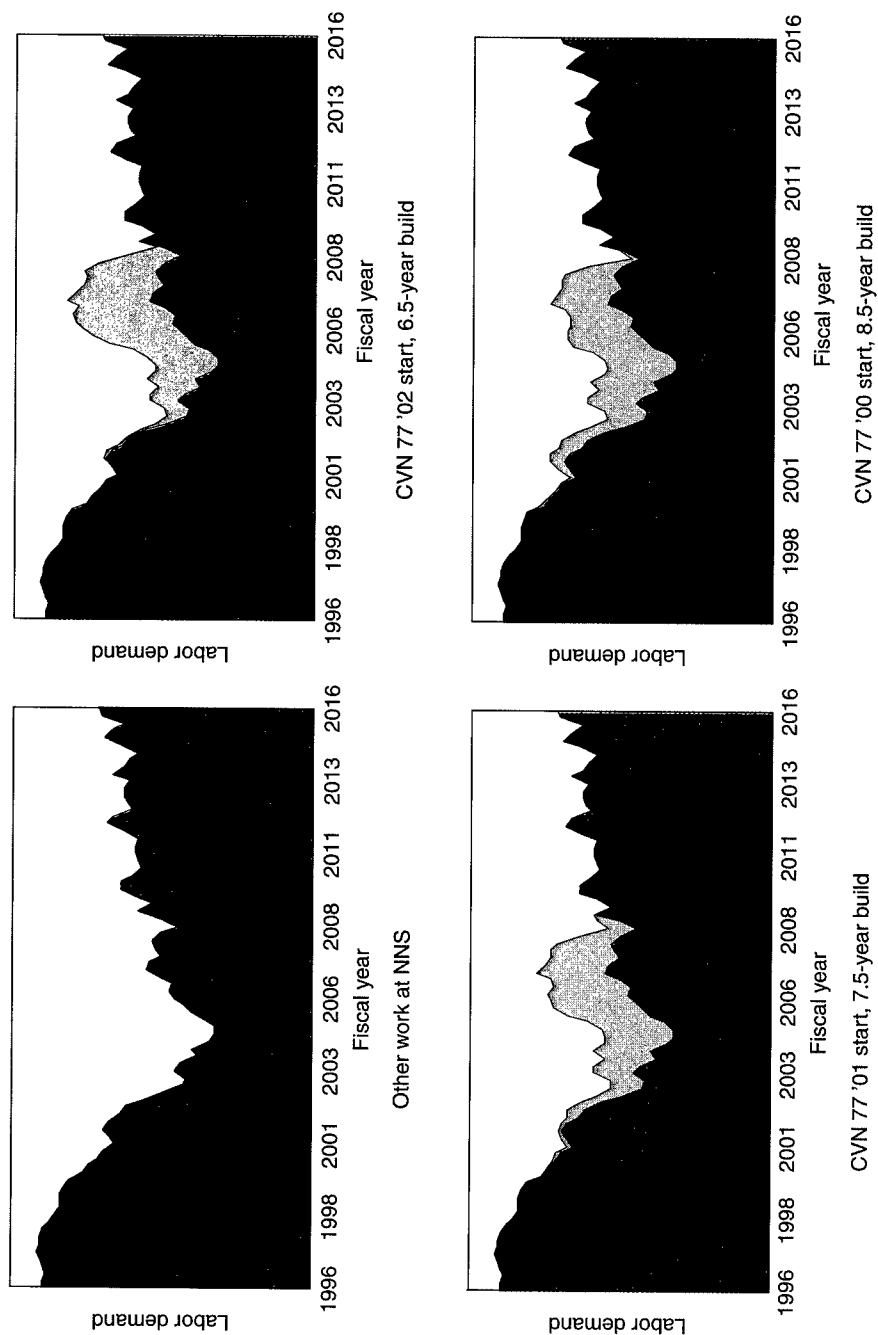 Labor demand
1996 1998 2001 2003 2006 2008 2011 2013 2016
Fiscal year
Other work at NNS
Labor demand
1996 1998 2001 2003 2006 2008 2011 2013 2016
Fiscal year
CVN 77 '02 start, 6.5-year build
Labor demand
1996 1998 2001 2003 2006 2008 2011 2013 2016
Fiscal year
CVN 77 '01 start, 7.5-year build
Labor demand
1996 1998 2001 2003 2006 2008 2011 2013 2016
Fiscal year
CVN 77 '00 start, 8.5-year build